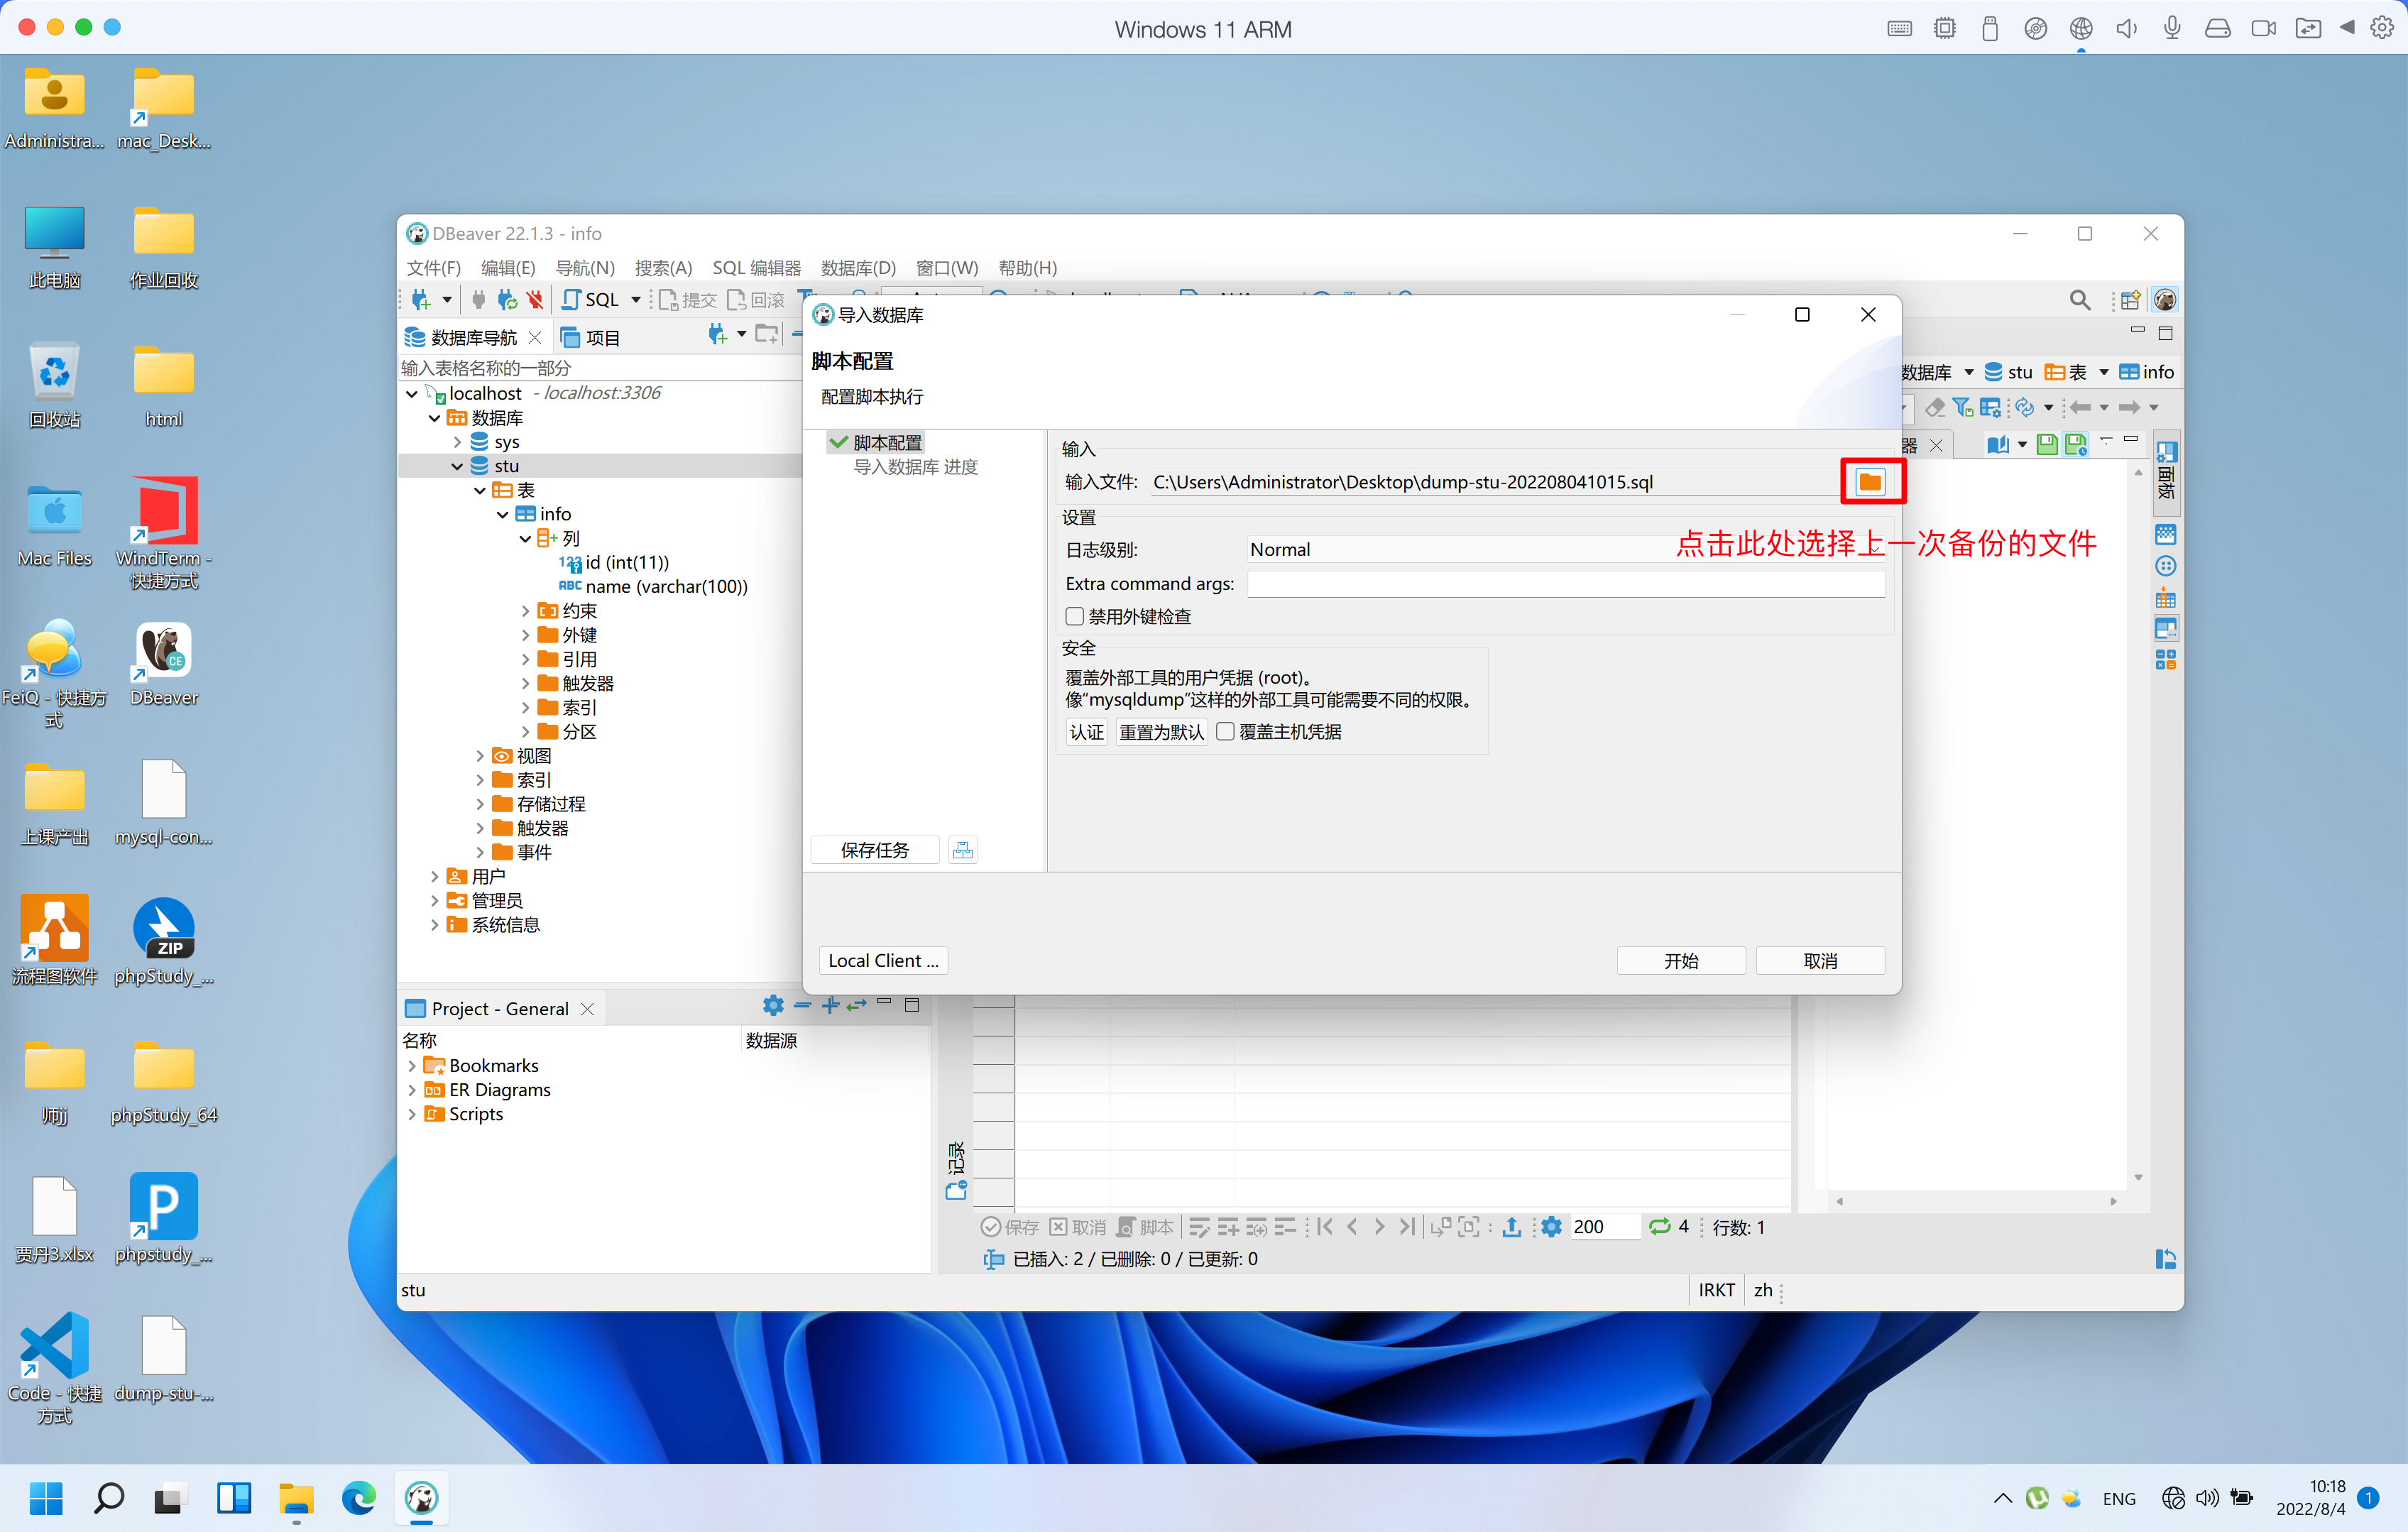 Windows 11 ARM
Administra...
mac_Desk...
此电脑
作业回收
回收站
html
Mac Files
WindTerm -
快捷方式
FeiQ - 快捷方
式
DBeaver
上课产出
mysql-con...
流程图软件
ZIP
phpStudy_...
师jj
phpStudy_64
贾丹3.xlsx
phpstudy_...
Code - 快捷
方式
dump-stu-...
DBeaver 22.1.3 - info
文件(F) 编辑(E) 导航(N) 搜索(A) SQL 编辑器 数据库(D) 窗口(W) 帮助(H)
SQL 提交 回滚
数据库导航 项目
输入表格名称的一部分
localhost - localhost:3306
数据库
sys
stu
表
info
列
id (int(11))
name (varchar(100))
约束
外键
引用
触发器
索引
分区
视图
索引
存储过程
触发器
事件
用户
管理员
系统信息
Project - General
名称 数据源
Bookmarks
ER Diagrams
Scripts
导入数据库
脚本配置
配置脚本执行
脚本配置
导入数据库 进度
输入
输入文件: C:\Users\Administrator\Desktop\dump-stu-202208041015.sql
设置
日志级别: Normal
点击此处选择上一次备份的文件
Extra command args:
禁用外键检查
安全
覆盖外部工具的用户凭据 (root)。
像“mysqldump”这样的外部工具可能需要不同的权限。
认证 重置为默认 覆盖主机凭据
保存任务
Local Client ...
开始 取消
数据库 stu 表 info
器
面板
记录
保存 取消 脚本 200 4 行数: 1
已插入: 2 / 已删除: 0 / 已更新: 0
stu
IRKT zh
ENG
10:18
2022/8/4
1